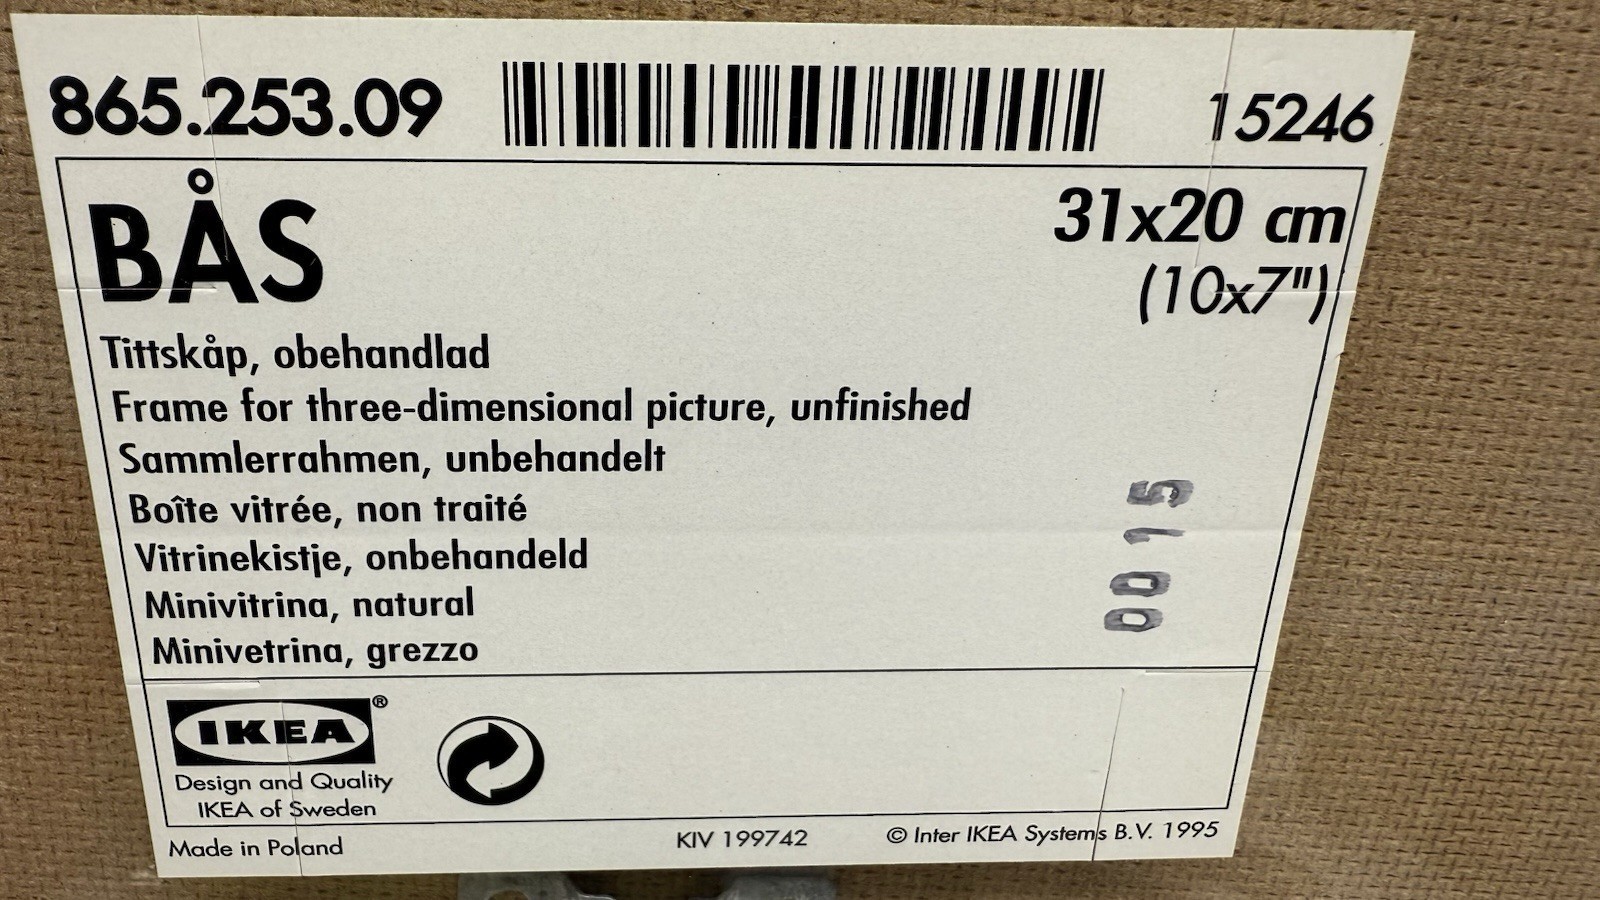 865.253.09
15246
BÅS
31x20 cm
(10x7")
Tittskåp, obehandlad
Frame for three-dimensional picture, unfinished
Sammlerrahmen, unbehandelt
Boîte vitrée, non traité
Vitrinekistje, onbehandeld
Minivitrina, natural
Minivetrina, grezzo
0015
IKEA®
Design and Quality
IKEA of Sweden
Made in Poland
KIV 199742
© Inter IKEA Systems B.V. 1995